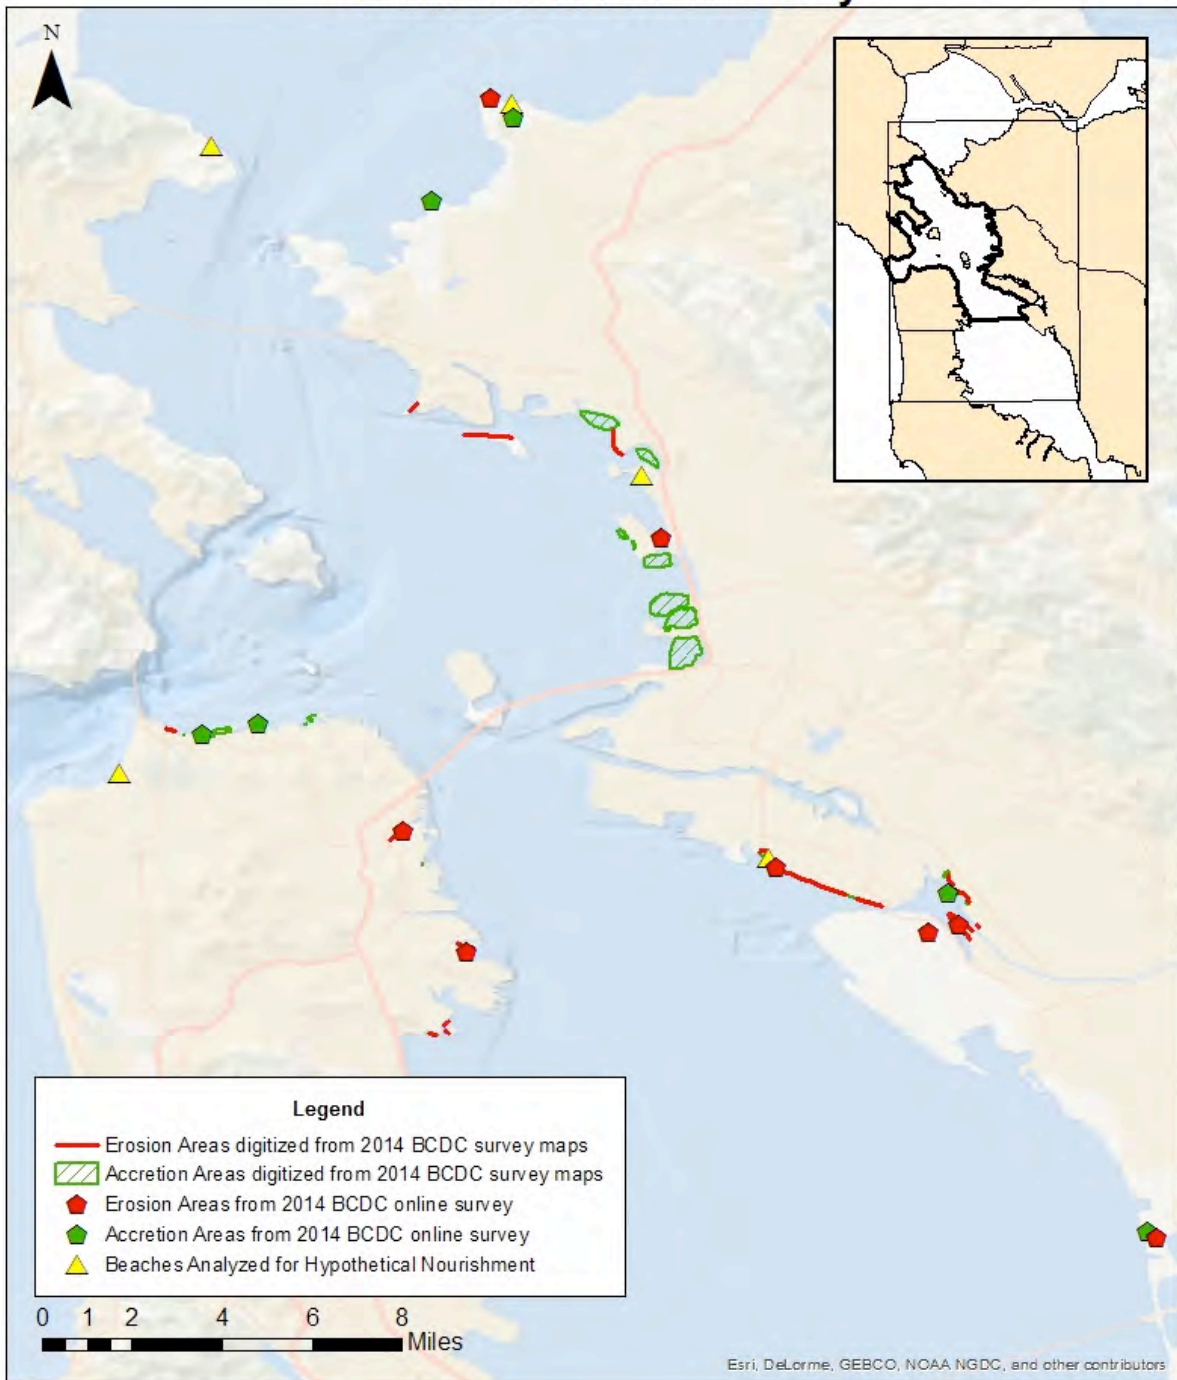 N
Legend
Erosion Areas digitized from 2014 BCDC survey maps
Accretion Areas digitized from 2014 BCDC survey maps
Erosion Areas from 2014 BCDC online survey
Accretion Areas from 2014 BCDC online survey
Beaches Analyzed for Hypothetical Nourishment
0 1 2 4 6 8
Miles
Esri, DeLorme, GEBCO, NOAA NGDC, and other contributors